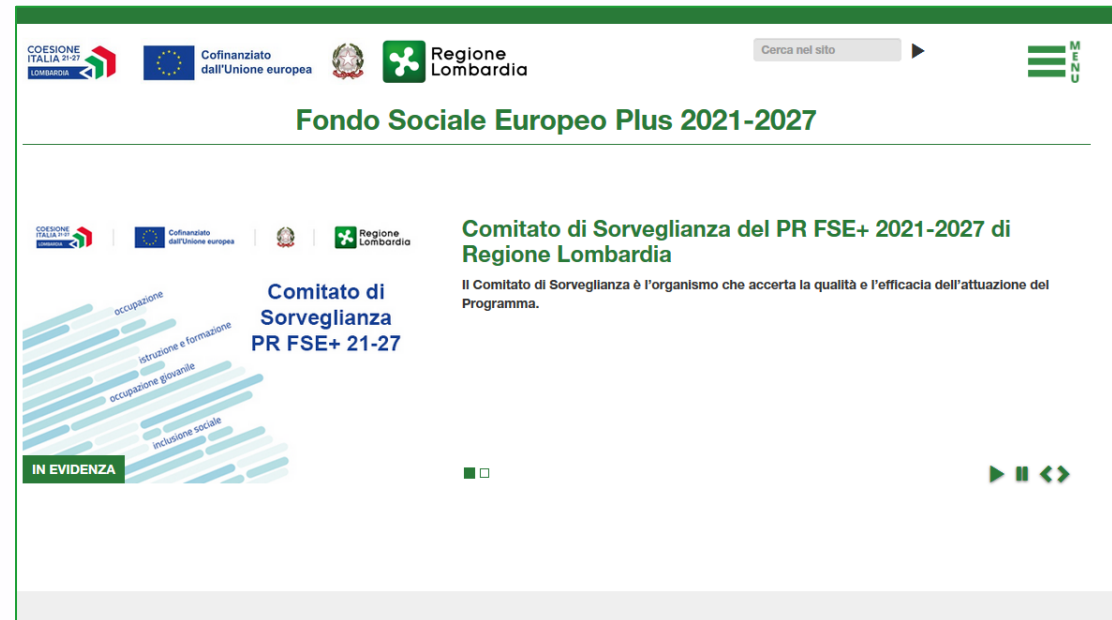 COESIONE
ITALIA 21-27
LOMBARDIA
Cofinanziato
dall'Unione europea
Regione
Lombardia
Cerca nel sito
MENU
Fondo Sociale Europeo Plus 2021-2027
COESIONE
ITALIA 21-27
LOMBARDIA
Cofinanziato
dall'Unione europea
Regione
Lombardia
Comitato di
Sorveglianza
PR FSE+ 21-27
occupazione
istruzione e formazione
occupazione giovanile
inclusione sociale
IN EVIDENZA
Comitato di Sorveglianza del PR FSE+ 2021-2027 di
Regione Lombardia
Il Comitato di Sorveglianza è l'organismo che accerta la qualità e l'efficacia dell'attuazione del
Programma.